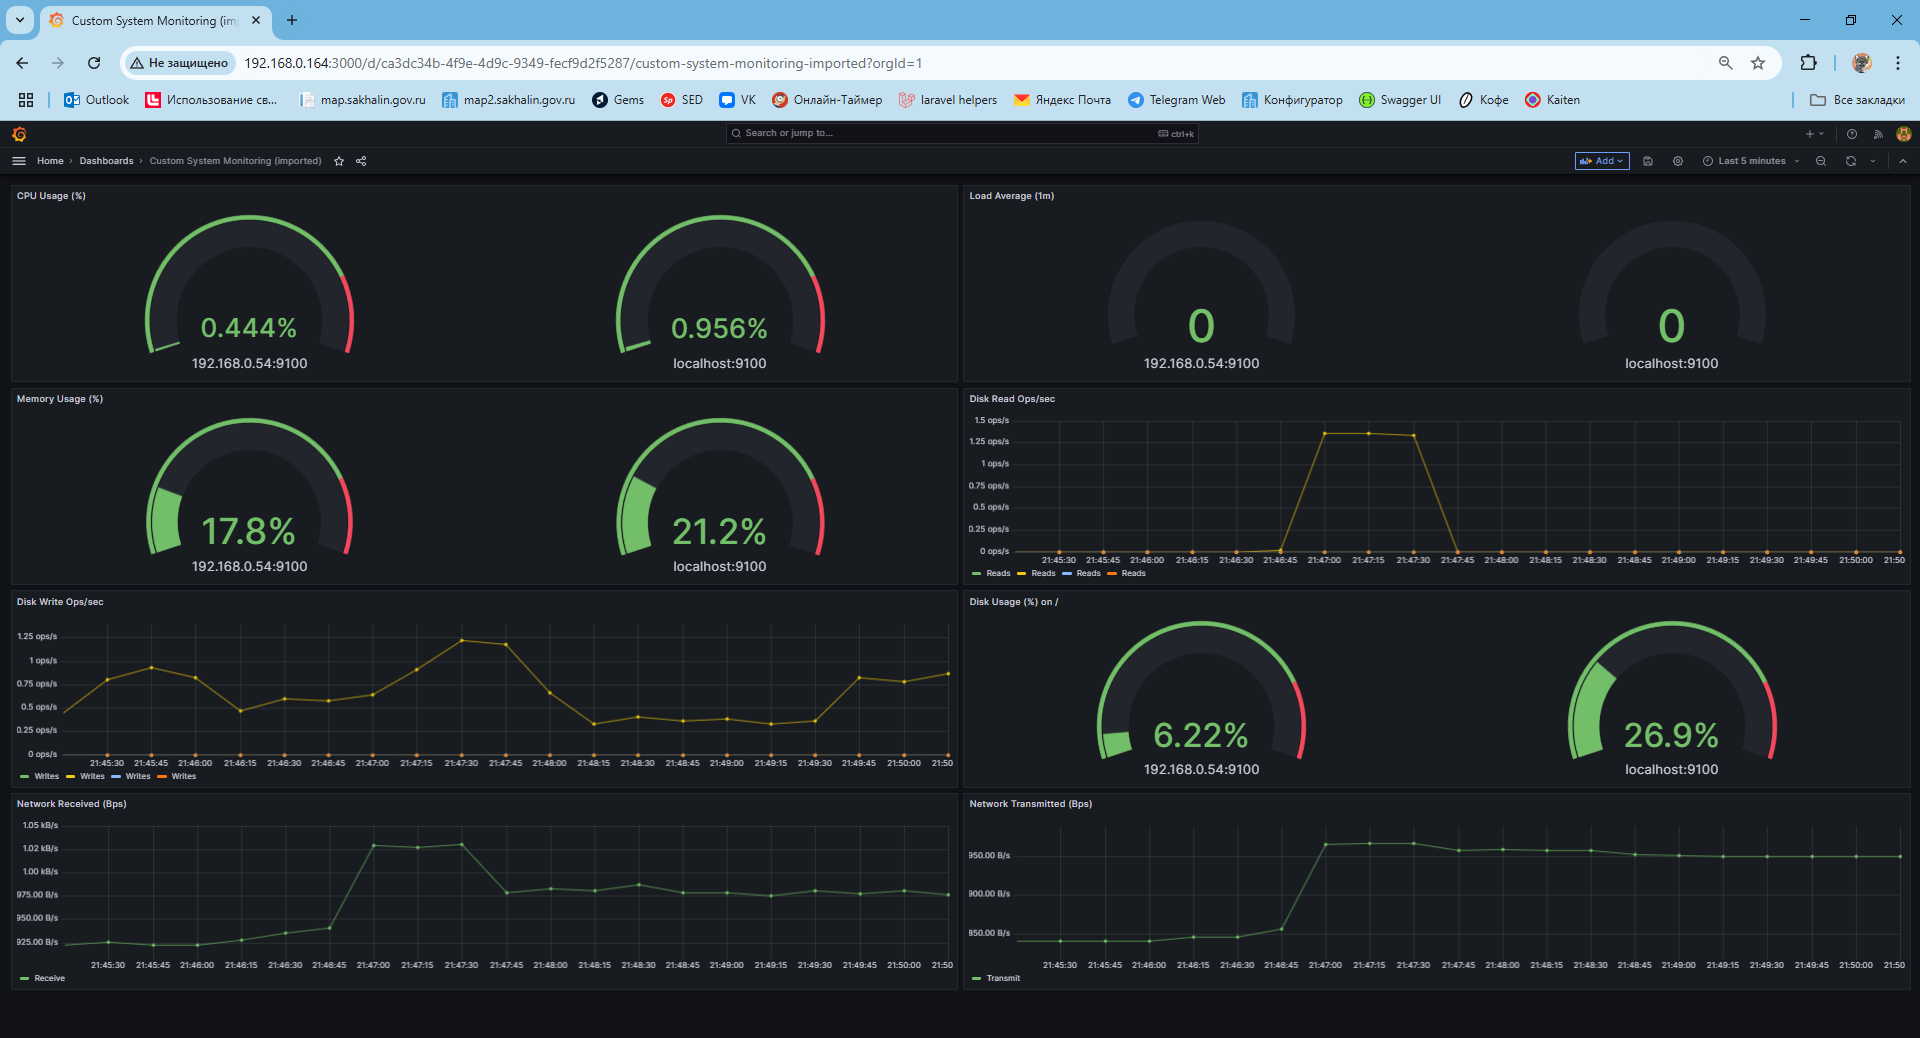 Custom System Monitoring (im
Не защищено
192.168.0.164:3000/d/ca3dc34b-4f9e-4d9c-9349-fecf9d2f5287/custom-system-monitoring-imported?orgId=1
Outlook Использование св... map.sakhalin.gov.ru map2.sakhalin.gov.ru Gems SED VK Онлайн-Таймер laravel helpers Яндекс Почта Telegram Web Конфигуратор Swagger UI Кофе Kaiten Все закладки
Search or jump to... ctrl+k
Home › Dashboards › Custom System Monitoring (imported) Add Last 5 minutes
CPU Usage (%)
0.444% 0.956%
192.168.0.54:9100 localhost:9100
Load Average (1m)
0 0
192.168.0.54:9100 localhost:9100
Memory Usage (%)
17.8% 21.2%
192.168.0.54:9100 localhost:9100
Disk Read Ops/sec
1.5 ops/s
1.25 ops/s
1 ops/s
0.75 ops/s
0.5 ops/s
0.25 ops/s
0 ops/s
21:45:30 21:45:45 21:46:00 21:46:15 21:46:30 21:46:45 21:47:00 21:47:15 21:47:30 21:47:45 21:48:00 21:48:15 21:48:30 21:48:45 21:49:00 21:49:15 21:49:30 21:49:45 21:50:00 21:50
Reads Reads Reads Reads
Disk Write Ops/sec
1.25 ops/s
1 ops/s
0.75 ops/s
0.5 ops/s
0.25 ops/s
0 ops/s
21:45:30 21:45:45 21:46:00 21:46:15 21:46:30 21:46:45 21:47:00 21:47:15 21:47:30 21:47:45 21:48:00 21:48:15 21:48:30 21:48:45 21:49:00 21:49:15 21:49:30 21:49:45 21:50:00 21:50
Writes Writes Writes Writes
Disk Usage (%) on /
6.22% 26.9%
192.168.0.54:9100 localhost:9100
Network Received (Bps)
1.05 kB/s
1.02 kB/s
1.00 kB/s
975.00 B/s
950.00 B/s
925.00 B/s
21:45:30 21:45:45 21:46:00 21:46:15 21:46:30 21:46:45 21:47:00 21:47:15 21:47:30 21:47:45 21:48:00 21:48:15 21:48:30 21:48:45 21:49:00 21:49:15 21:49:30 21:49:45 21:50:00 21:50
Receive
Network Transmitted (Bps)
950.00 B/s
900.00 B/s
850.00 B/s
21:45:30 21:45:45 21:46:00 21:46:15 21:46:30 21:46:45 21:47:00 21:47:15 21:47:30 21:47:45 21:48:00 21:48:15 21:48:30 21:48:45 21:49:00 21:49:15 21:49:30 21:49:45 21:50:00 21:50
Transmit